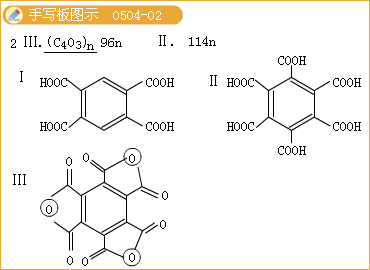 手写板图示 0504-02
2 III. (C4O3)n 96n II. 114n
I
HOOC COOH
HOOC COOH
II
COOH
HOOC COOH
HOOC COOH
COOH
III
O O
O O
O
O O
O O